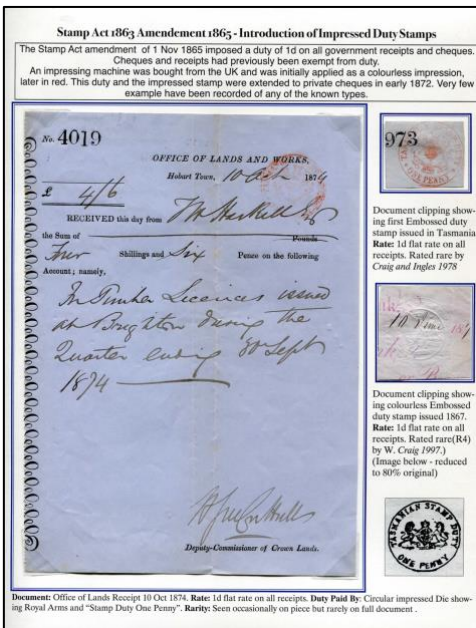 Stamp Act 1863 Amendement 1865 - Introduction of Impressed Duty Stamps
The Stamp Act amendment of 1 Nov 1865 imposed a duty of 1d on all government receipts and cheques.
Cheques and receipts had previously been exempt from duty.
An impressing machine was bought from the UK and was initially applied as a colourless impression,
later in red. This duty and the impressed stamp were extended to private cheques in early 1872. Very few
example have been recorded of any of the known types.
No. 4019
OFFICE OF LANDS AND WORKS,
Hobart Town, 10 Oct 1874
£ 4/6
RECEIVED this day from
the Sum of Pounds
Four Shillings and Six Pence on the following
Account; namely,
In Timber Licences issued
at Brighton during the
Quarter ending 30 Sept
1874
Deputy-Commissioner of Crown Lands.
973
ONE PENNY
Document clipping show-
ing first Embossed duty
stamp issued in Tasmania
Rate: 1d flat rate on all
receipts. Rated rare by
Craig and Ingles 1978
Document clipping show-
ing colourless Embossed
duty stamp issued 1867.
Rate: 1d flat rate on all
receipts. Rated rare(R4)
by W. Craig 1997.)
(Image below - reduced
to 80% original)
TASMANIAN STAMP DUTY
ONE PENNY
Document: Office of Lands Receipt 10 Oct 1874. Rate: 1d flat rate on all receipts. Duty Paid By: Circular impressed Die show-
ing Royal Arms and "Stamp Duty One Penny". Rarity: Seen occasionally on piece but rarely on full document .